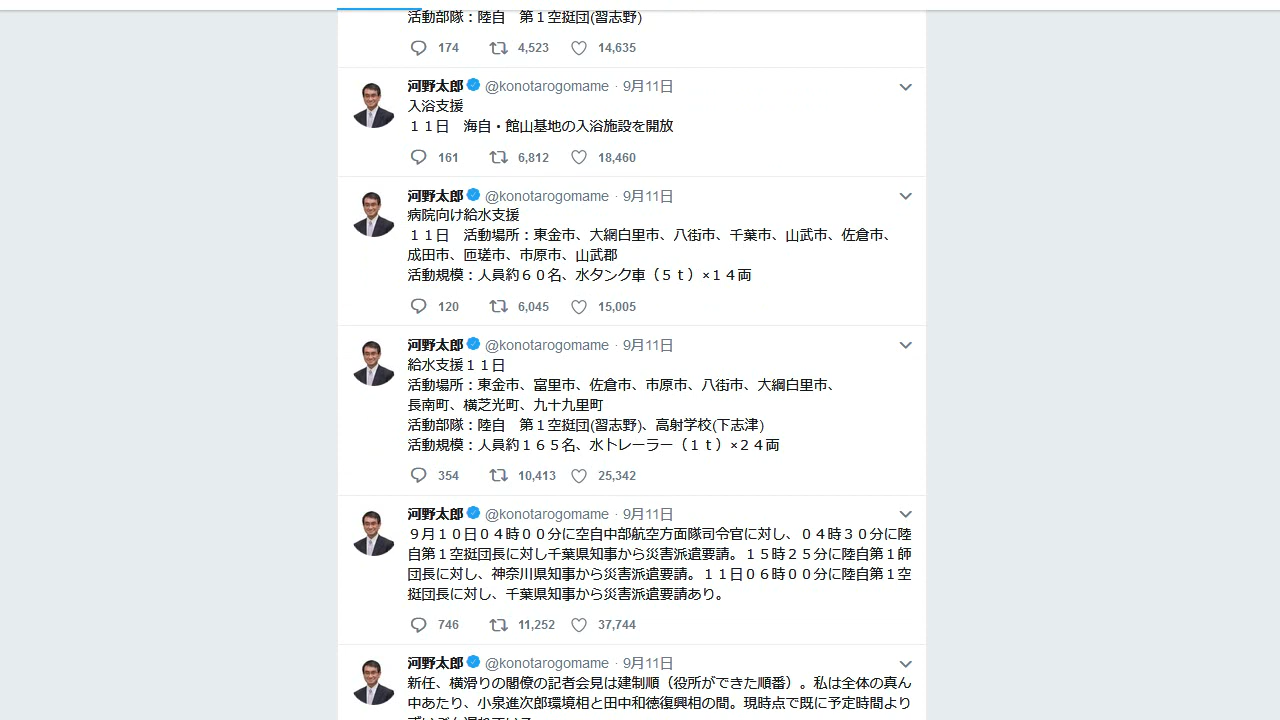 活動部隊：陸自　第１空挺団(習志野)
174 4,523 14,635
河野太郎 @konotarogomame · 9月11日
入浴支援
１１日　海自・館山基地の入浴施設を開放
161 6,812 18,460
河野太郎 @konotarogomame · 9月11日
病院向け給水支援
１１日　活動場所：東金市、大網白里市、八街市、千葉市、山武市、佐倉市、
成田市、匝瑳市、市原市、山武郡
活動規模：人員約６０名、水タンク車（５ｔ）×１４両
120 6,045 15,005
河野太郎 @konotarogomame · 9月11日
給水支援１１日
活動場所：東金市、富里市、佐倉市、市原市、八街市、大綱白里市、
長南町、横芝光町、九十九里町
活動部隊：陸自　第１空挺団(習志野)、高射学校(下志津)
活動規模：人員約１６５名、水トレーラー（１ｔ）×２４両
354 10,413 25,342
河野太郎 @konotarogomame · 9月11日
９月１０日０４時００分に空自中部航空方面隊司令官に対し、０４時３０分に陸
自第１空挺団長に対し千葉県知事から災害派遣要請。１５時２５分に陸自第１師
団長に対し、神奈川県知事から災害派遣要請。１１日０６時００分に陸自第１空
挺団長に対し、千葉県知事から災害派遣要請あり。
746 11,252 37,744
河野太郎 @konotarogomame · 9月11日
新任、横滑りの閣僚の記者会見は建制順（役所ができた順番）。私は全体の真ん
中あたり、小泉進次郎環境相と田中和徳復興相の間。現時点で既に予定時間より